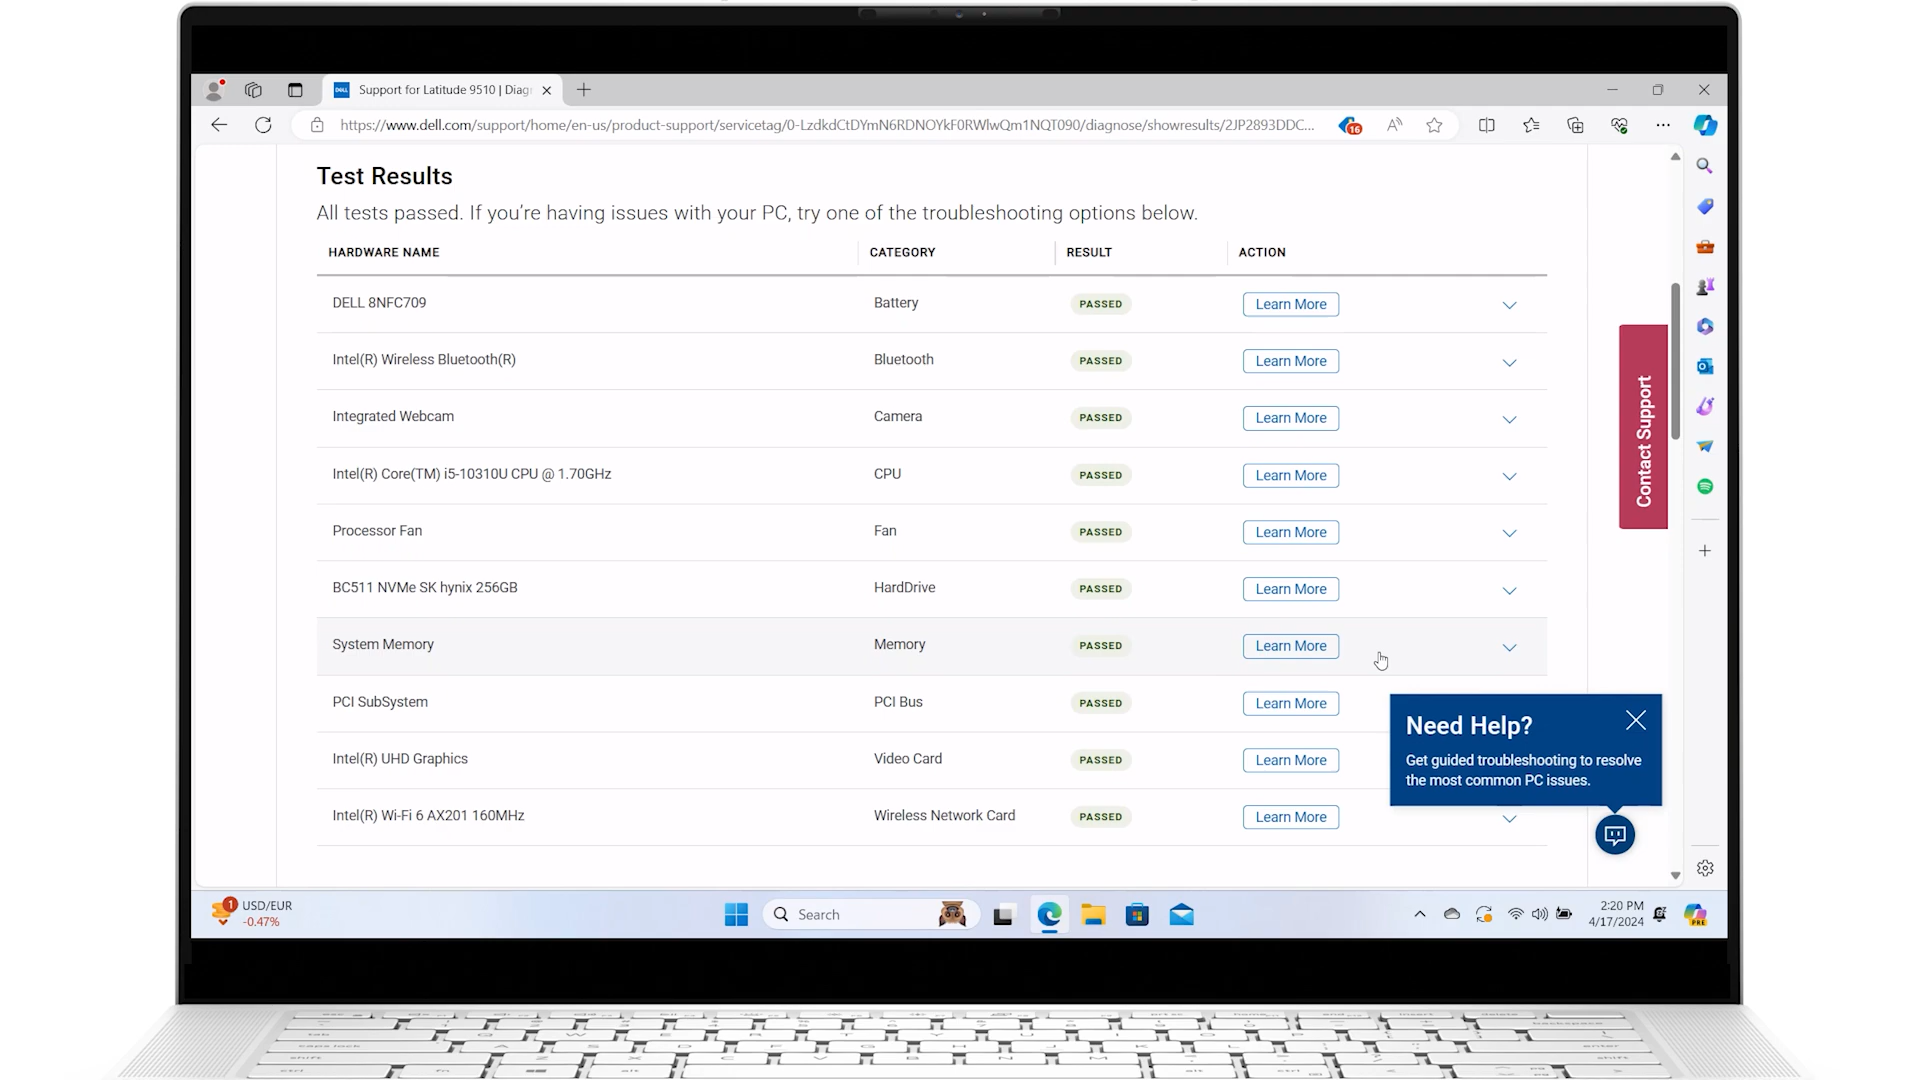 Support for Latitude 9510 | Diag
https://www.dell.com/support/home/en-us/product-support/servicetag/0-LzdkdCtDYmN6RDNOYkF0RWlwQm1NQT090/diagnose/showresults/2JP2893DDC...
16
Test Results
All tests passed. If you’re having issues with your PC, try one of the troubleshooting options below.
HARDWARE NAME CATEGORY RESULT ACTION
DELL 8NFC709 Battery PASSED Learn More
Intel(R) Wireless Bluetooth(R) Bluetooth PASSED Learn More
Integrated Webcam Camera PASSED Learn More
Intel(R) Core(TM) i5-10310U CPU @ 1.70GHz CPU PASSED Learn More
Processor Fan Fan PASSED Learn More
BC511 NVMe SK hynix 256GB HardDrive PASSED Learn More
System Memory Memory PASSED Learn More
PCI SubSystem PCI Bus PASSED Learn More
Intel(R) UHD Graphics Video Card PASSED Learn More
Intel(R) Wi-Fi 6 AX201 160MHz Wireless Network Card PASSED Learn More
Contact Support
Need Help?
Get guided troubleshooting to resolve
the most common PC issues.
1
USD/EUR
-0.47%
Search
2:20 PM
4/17/2024
PRE